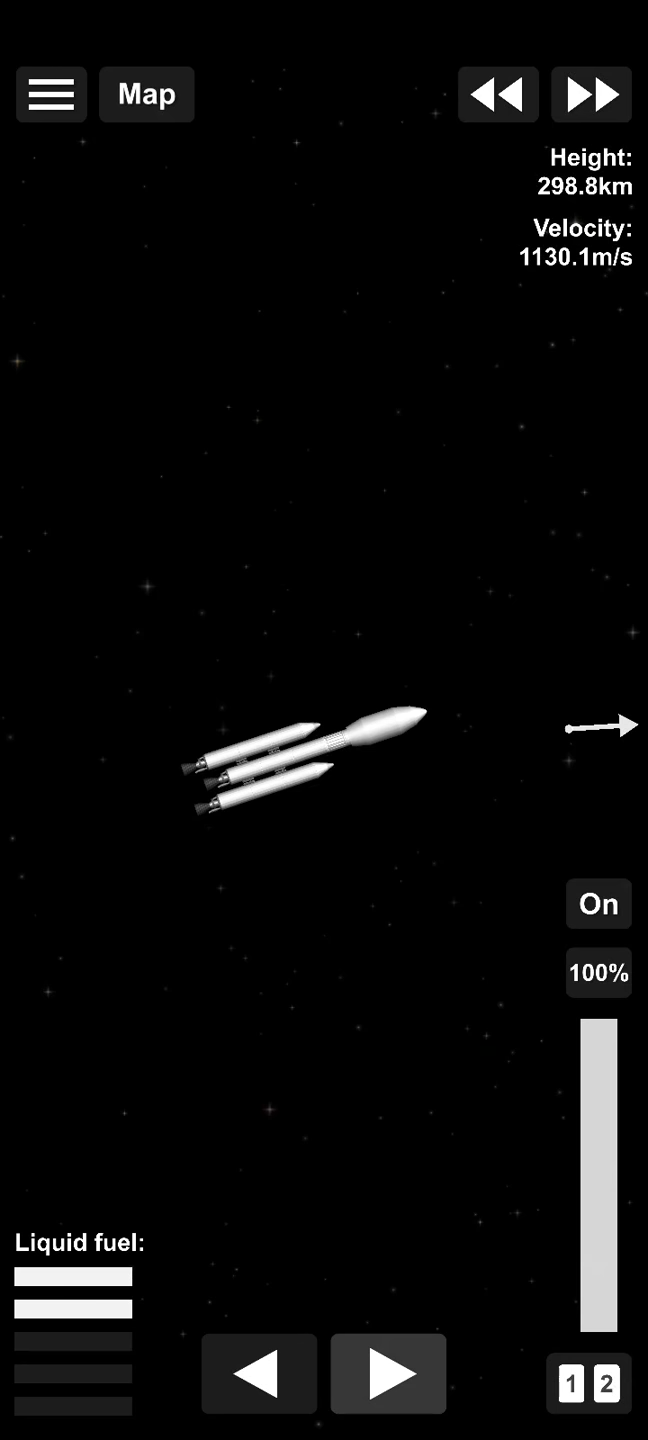 Map
Height:
298.8km
Velocity:
1130.1m/s
On
100%
Liquid fuel:
1 2